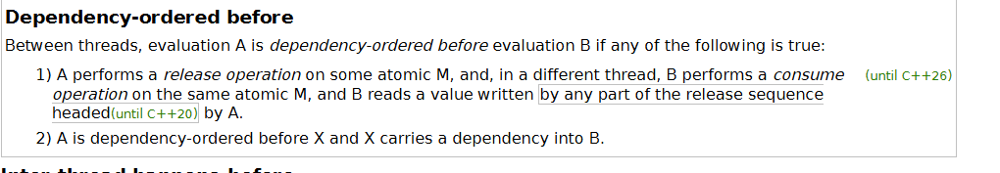 Dependency-ordered before
Between threads, evaluation A is dependency-ordered before evaluation B if any of the following is true:
1) A performs a release operation on some atomic M, and, in a different thread, B performs a consume
(until C++26)
operation on the same atomic M, and B reads a value written by any part of the release sequence
headed(until C++20) by A.
2) A is dependency-ordered before X and X carries a dependency into B.